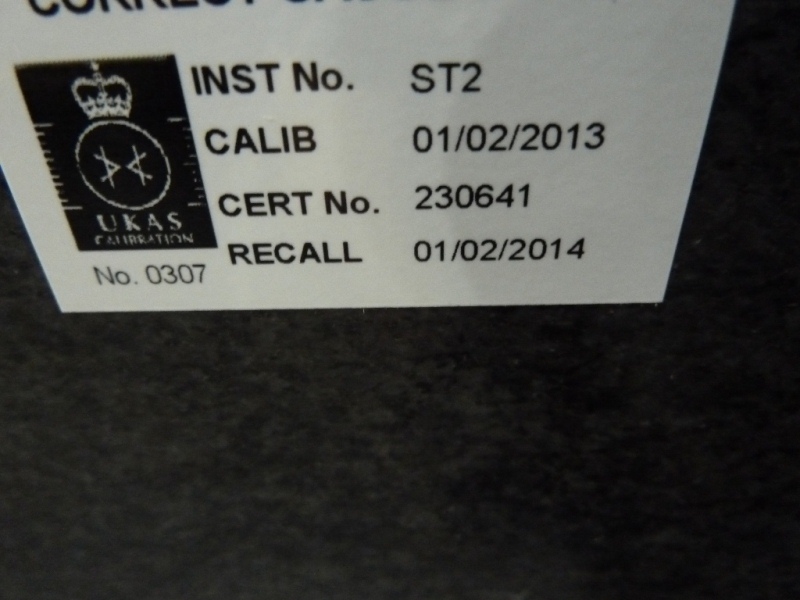 INST No. ST2
CALIB 01/02/2013
CERT No. 230641
RECALL 01/02/2014
UKAS
CALIBRATION
No. 0307